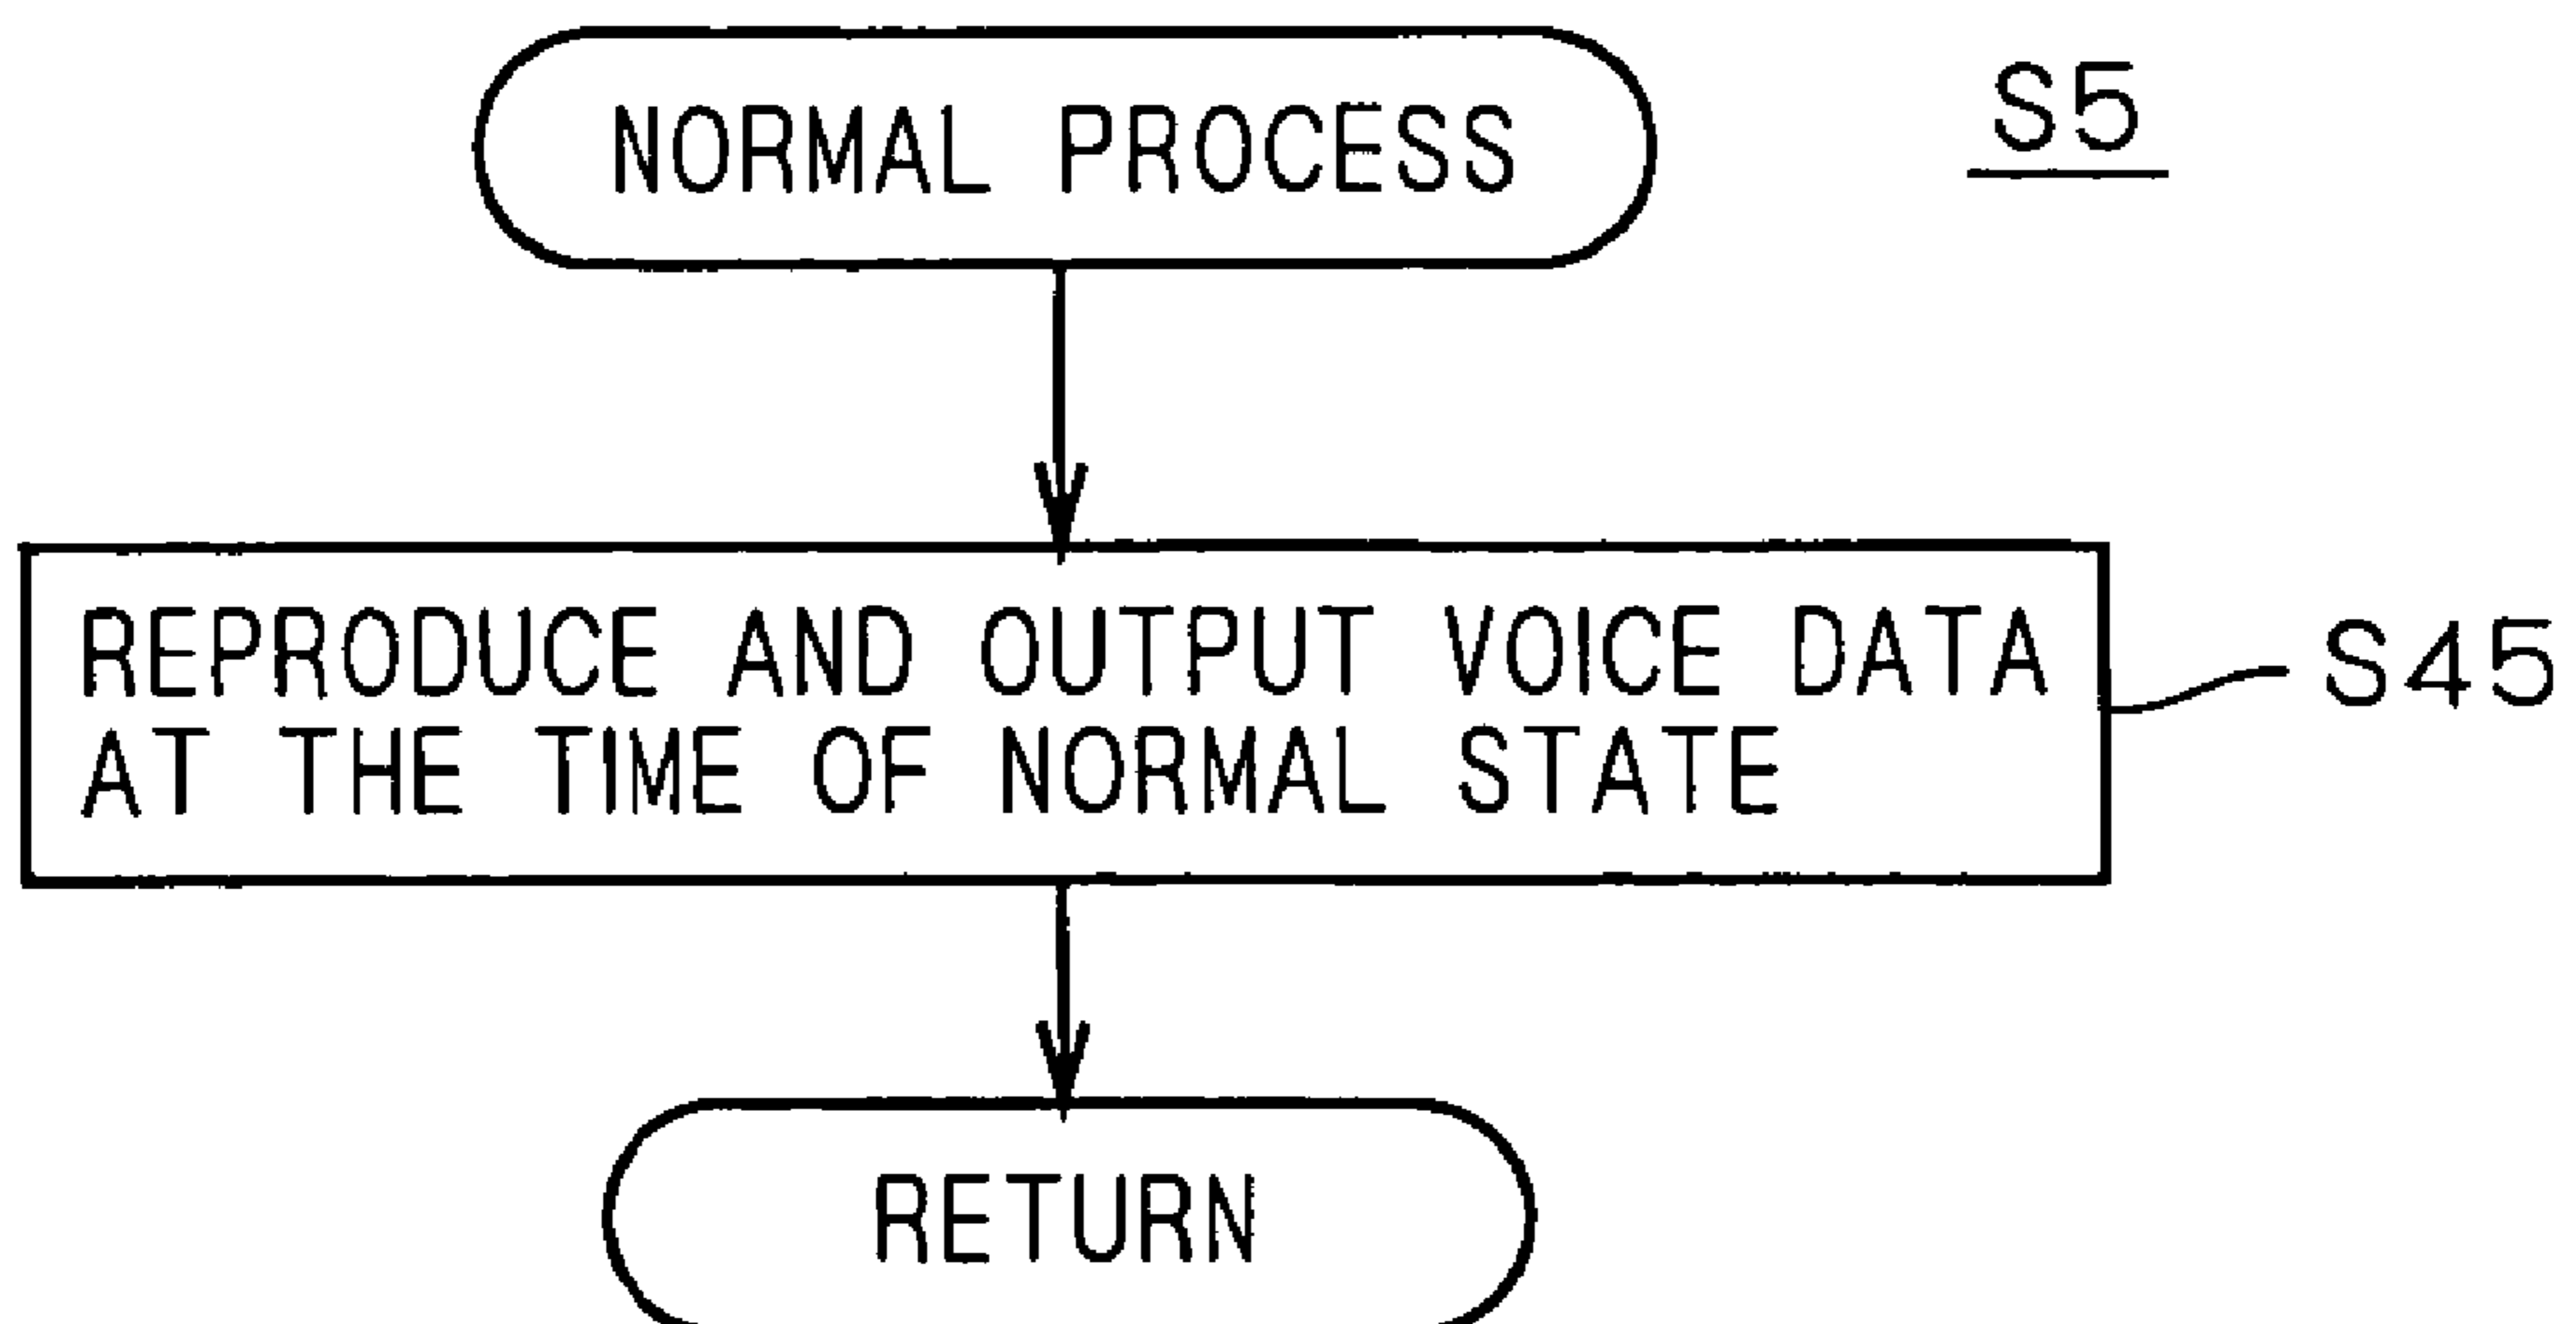 NORMAL PROCESS
S5
REPRODUCE AND OUTPUT VOICE DATA
AT THE TIME OF NORMAL STATE
S45
RETURN